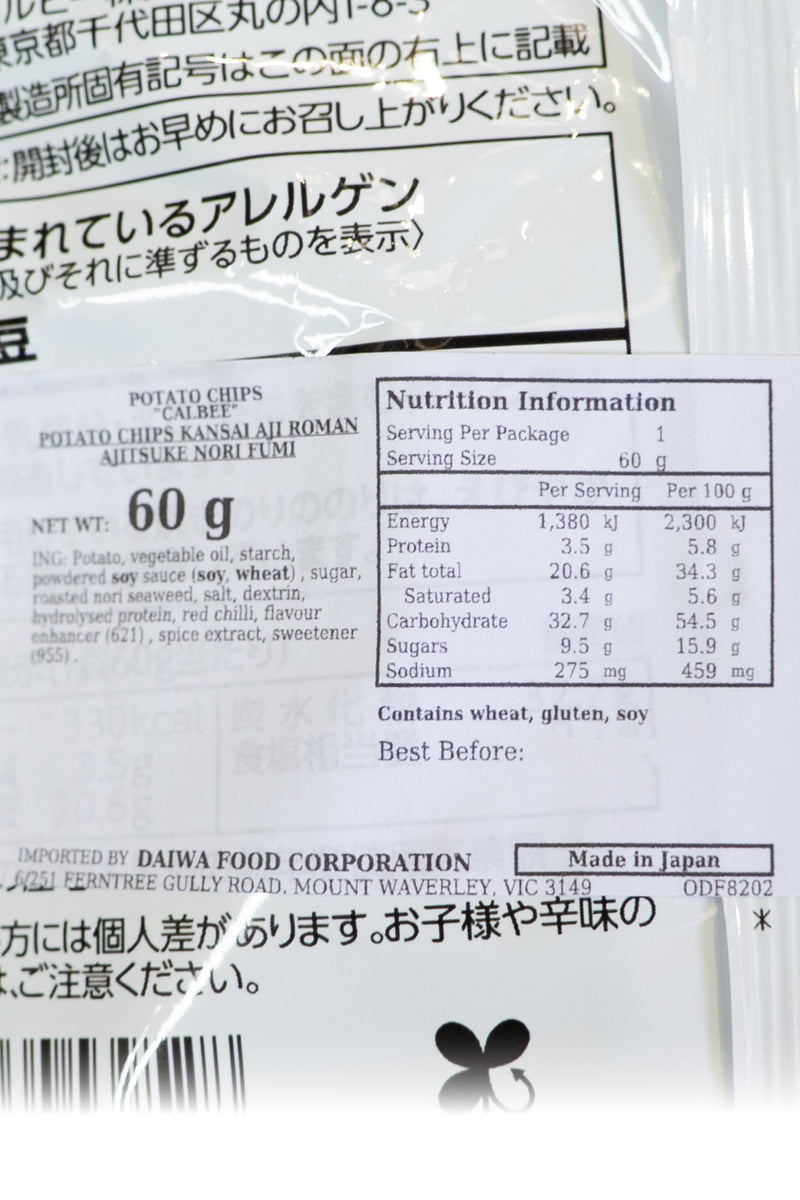 東京都千代田区丸の内1-8-3
製造所固有記号はこの面の右上に記載
:開封後はお早めにお召し上がりください。
まれているアレルゲン
及びそれに準ずるものを表示〉
豆
POTATO CHIPS
"CALBEE"
POTATO CHIPS KANSAI AJI ROMAN
AJITSUKE NORI FUMI
NET WT: 60 g
ING: Potato, vegetable oil, starch,
powdered soy sauce (soy, wheat) , sugar,
roasted nori seaweed, salt, dextrin,
hydrolysed protein, red chilli, flavour
enhancer (621) , spice extract, sweetener
(955) .
Nutrition Information
Serving Per Package 1
Serving Size 60 g
Per Serving Per 100 g
Energy 1,380 kJ 2,300 kJ
Protein 3.5 g 5.8 g
Fat total 20.6 g 34.3 g
Saturated 3.4 g 5.6 g
Carbohydrate 32.7 g 54.5 g
Sugars 9.5 g 15.9 g
Sodium 275 mg 459 mg
Contains wheat, gluten, soy
Best Before:
330kcal 炭水化
3.5g 食塩相当
20.6g
IMPORTED BY DAIWA FOOD CORPORATION
Made in Japan
6/251 FERNTREE GULLY ROAD. MOUNT WAVERLEY. VIC 3149
ODF8202
方には個人差があります。お子様や辛味の
は、ご注意ください。
*